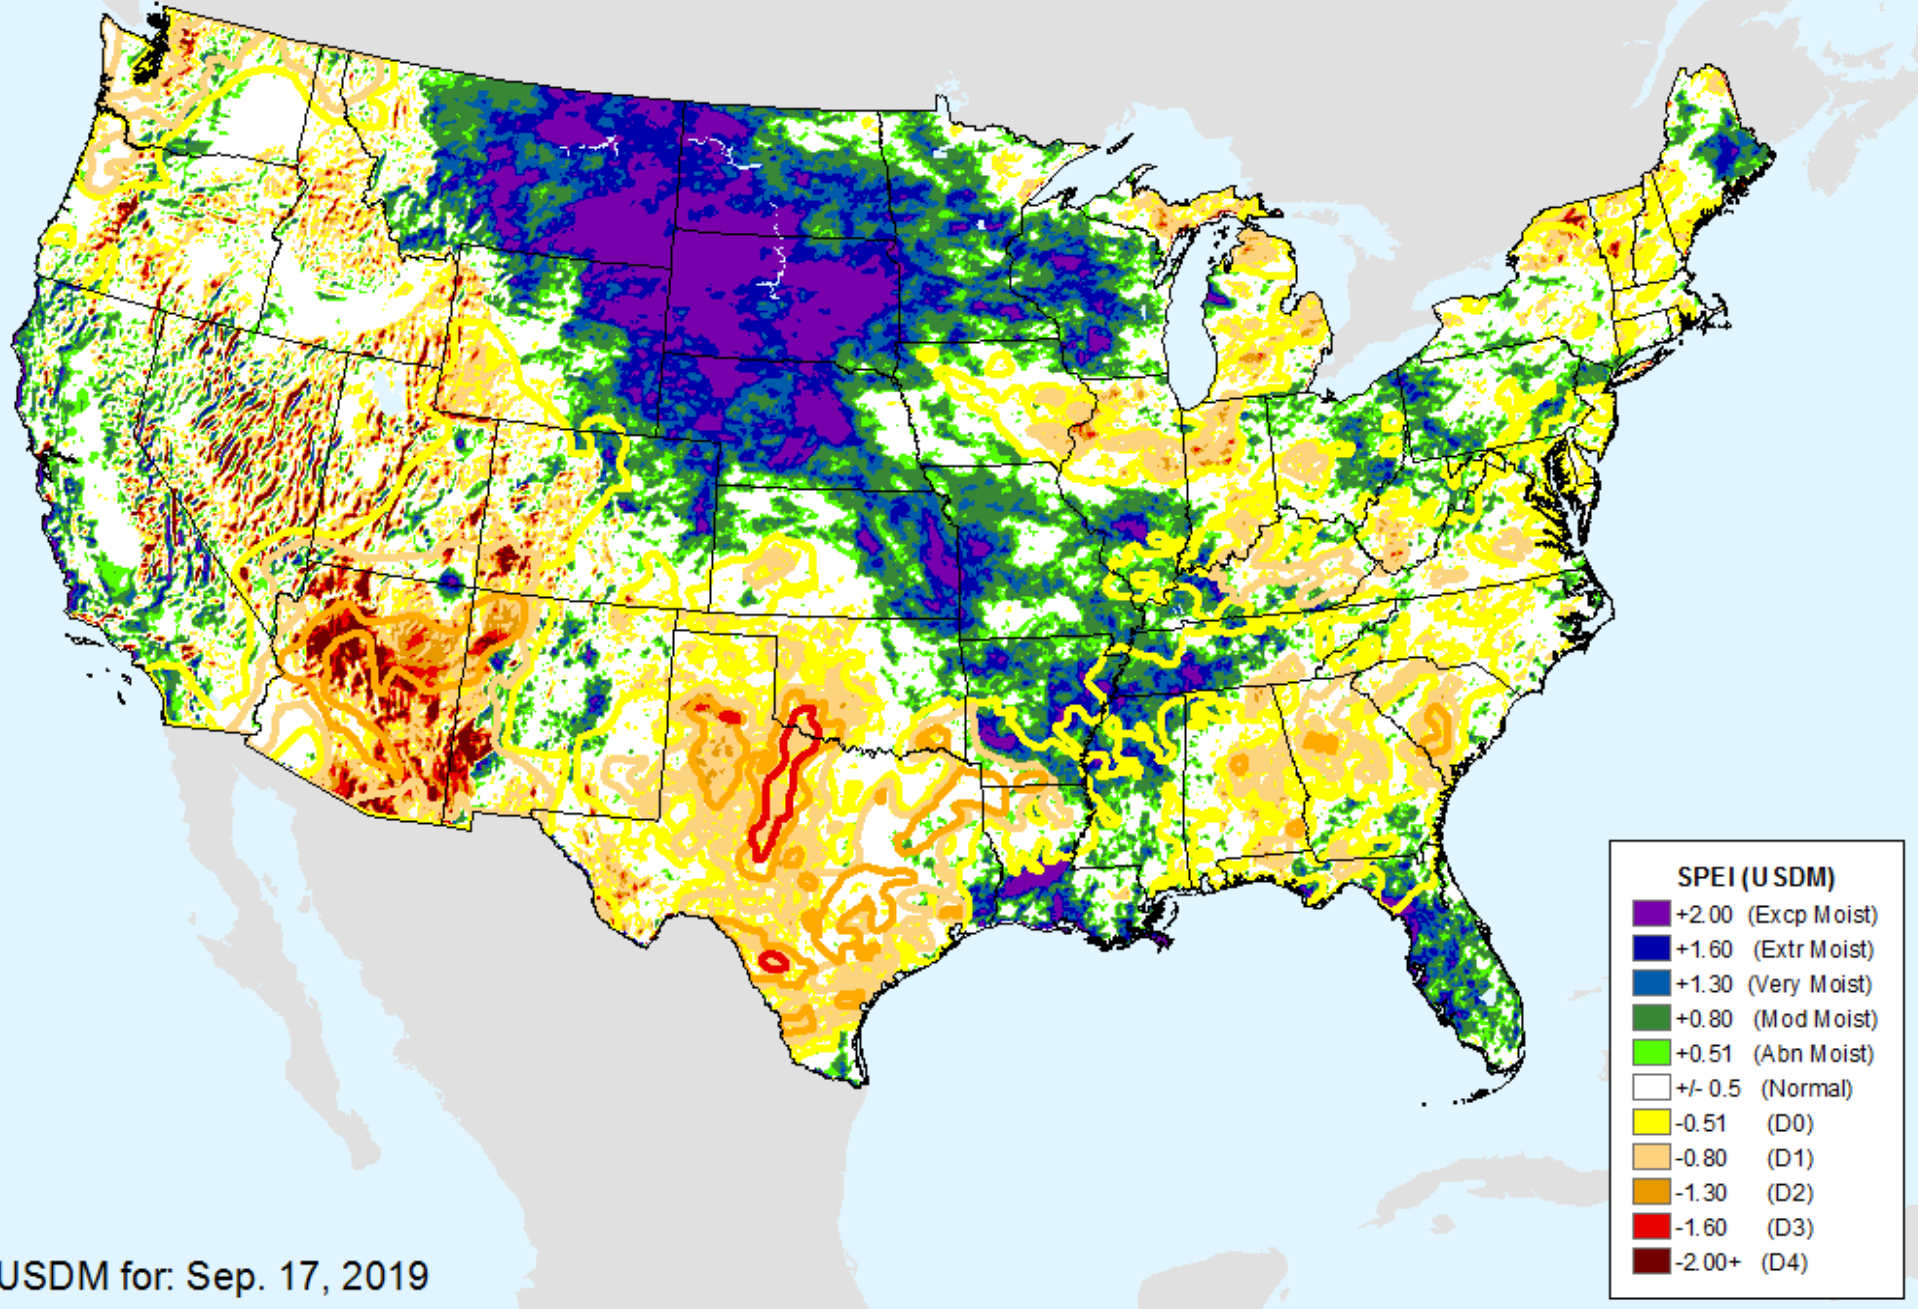 SPEI (USDM)
+2.00 (Excp Moist)
+1.60 (Extr Moist)
+1.30 (Very Moist)
+0.80 (Mod Moist)
+0.51 (Abn Moist)
+/- 0.5 (Normal)
-0.51 (D0)
-0.80 (D1)
-1.30 (D2)
-1.60 (D3)
-2.00+ (D4)
USDM for: Sep. 17, 2019